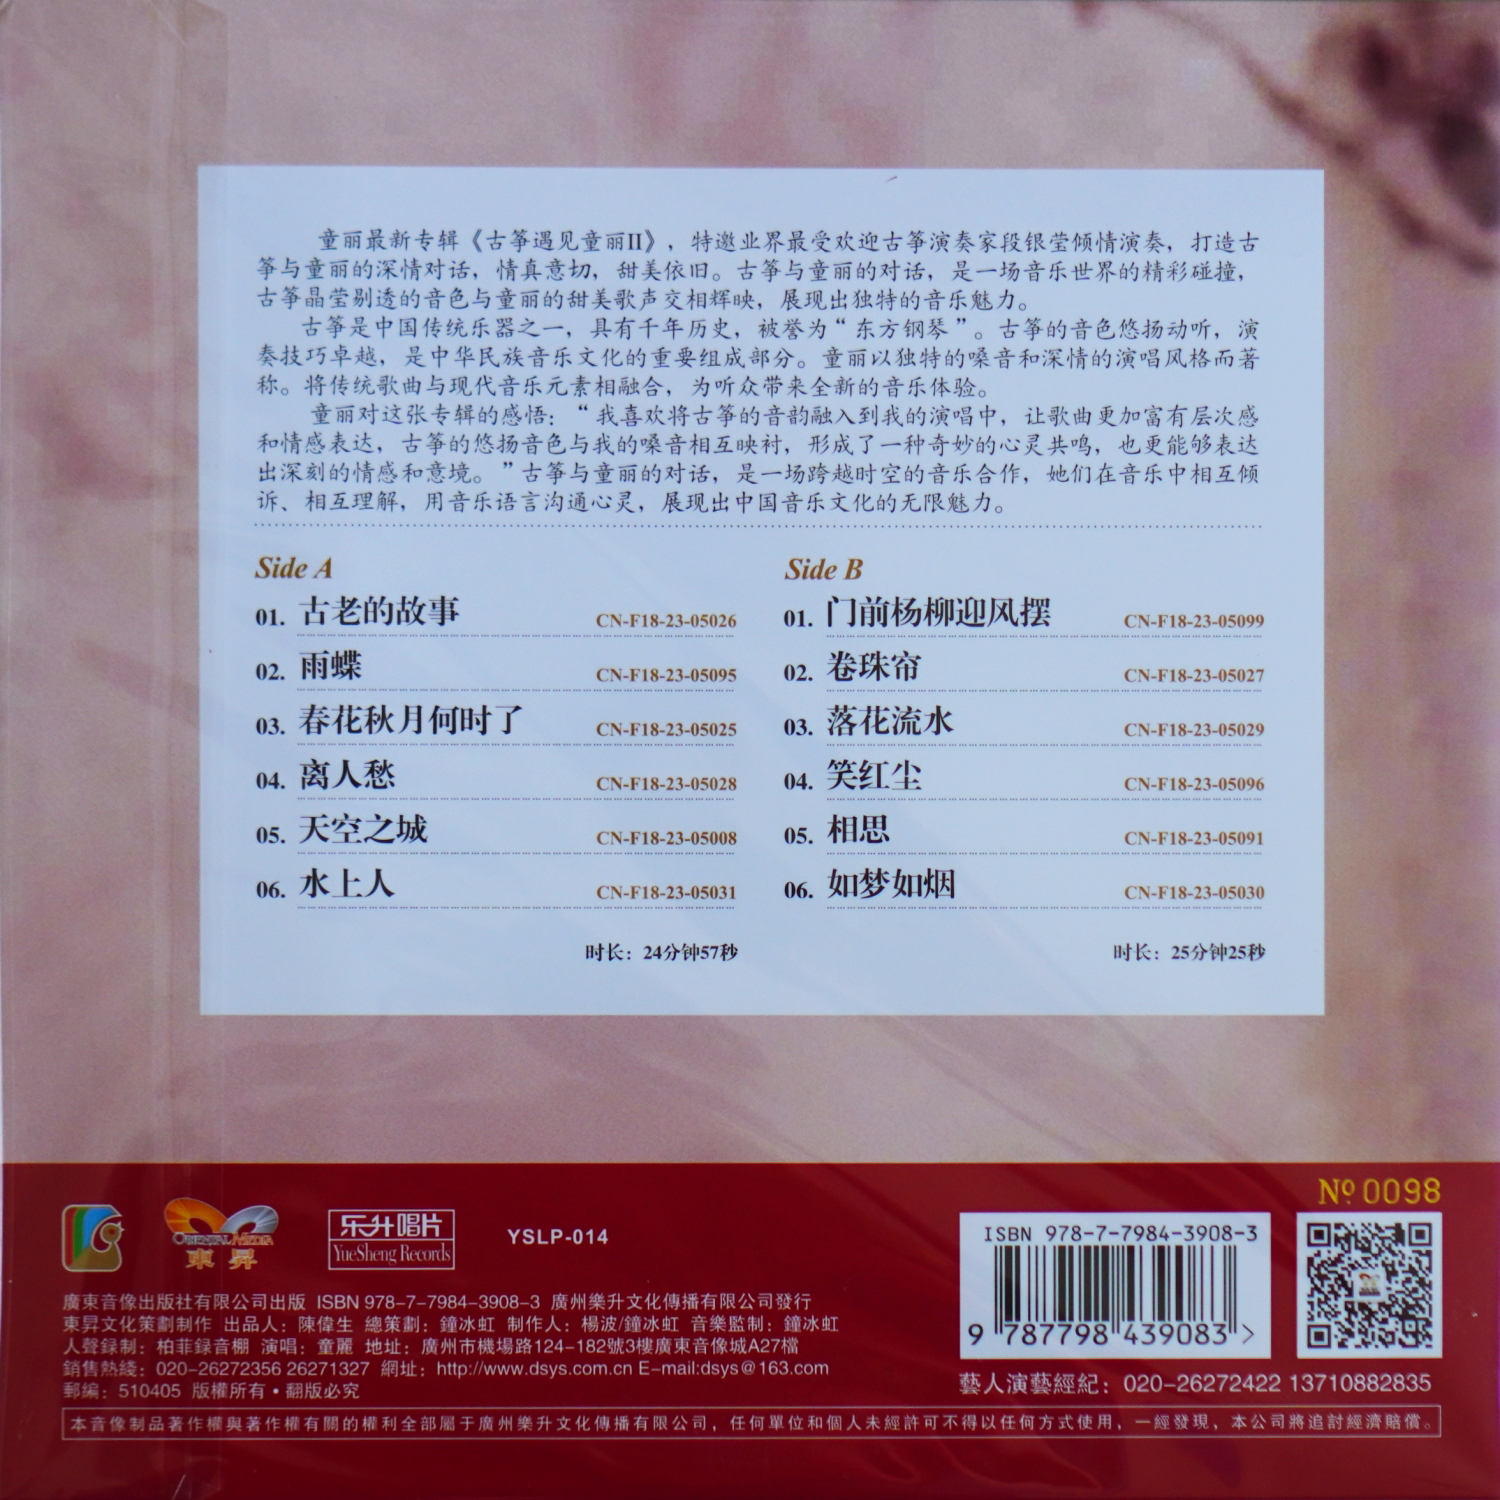 童丽最新专辑《古筝遇见童丽II》，特邀业界最受欢迎古筝演奏家段银莹倾情演奏，打造古
筝与童丽的深情对话，情真意切，甜美依旧。古筝与童丽的对话，是一场音乐世界的精彩碰撞，
古筝晶莹剔透的音色与童丽的甜美歌声交相辉映，展现出独特的音乐魅力。
古筝是中国传统乐器之一，具有千年历史，被誉为“东方钢琴”。古筝的音色悠扬动听，演
奏技巧卓越，是中华民族音乐文化的重要组成部分。童丽以独特的嗓音和深情的演唱风格而著
称。将传统歌曲与现代音乐元素相融合，为听众带来全新的音乐体验。
童丽对这张专辑的感悟：“我喜欢将古筝的音韵融入到我的演唱中，让歌曲更加富有层次感
和情感表达，古筝的悠扬音色与我的嗓音相互映衬，形成了一种奇妙的心灵共鸣，也更能够表达
出深刻的情感和意境。”古筝与童丽的对话，是一场跨越时空的音乐合作，她们在音乐中相互倾
诉、相互理解，用音乐语言沟通心灵，展现出中国音乐文化的无限魅力。
Side A
01. 古老的故事 CN-F18-23-05026
02. 雨蝶 CN-F18-23-05095
03. 春花秋月何时了 CN-F18-23-05025
04. 离人愁 CN-F18-23-05028
05. 天空之城 CN-F18-23-05008
06. 水上人 CN-F18-23-05031
时长：24分钟57秒
Side B
01. 门前杨柳迎风摆 CN-F18-23-05099
02. 卷珠帘 CN-F18-23-05027
03. 落花流水 CN-F18-23-05029
04. 笑红尘 CN-F18-23-05096
05. 相思 CN-F18-23-05091
06. 如梦如烟 CN-F18-23-05030
时长：25分钟25秒
№ 0098
ORIENTAL MEDIA
東昇
乐升唱片
YueSheng Records
YSLP-014
ISBN 978-7-7984-3908-3
9 787798 439083 >
廣東音像出版社有限公司出版 ISBN 978-7-7984-3908-3 廣州樂升文化傳播有限公司發行
東昇文化策劃制作 出品人：陳偉生 總策劃：鐘冰虹 制作人：楊波/鐘冰虹 音樂監制：鐘冰虹
人聲録制：柏菲録音棚 演唱：童麗 地址：廣州市機場路124-182號3樓廣東音像城A27檔
銷售熱綫：020-26272356 26271327 網址：http://www.dsys.com.cn E-mail:dsys@163.com
郵編：510405 版權所有•翻版必究
藝人演藝經紀：020-26272422 13710882835
本音像制品著作權與著作權有關的權利全部屬于廣州樂升文化傳播有限公司，任何單位和個人未經許可不得以任何方式使用，一經發現，本公司將追討經濟賠償。